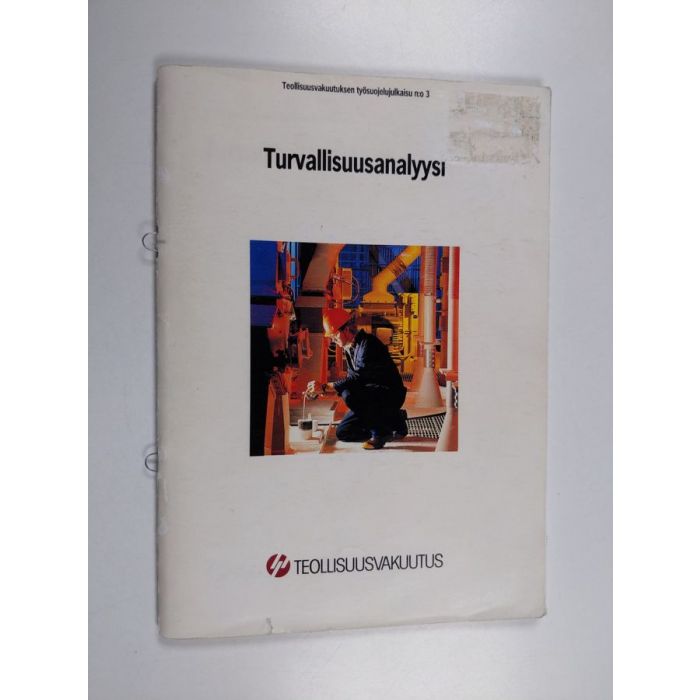 Teollisuusvakuutuksen työsuojelujulkaisu n:o 3
Turvallisuusanalyysi
TEOLLISUUSVAKUUTUS